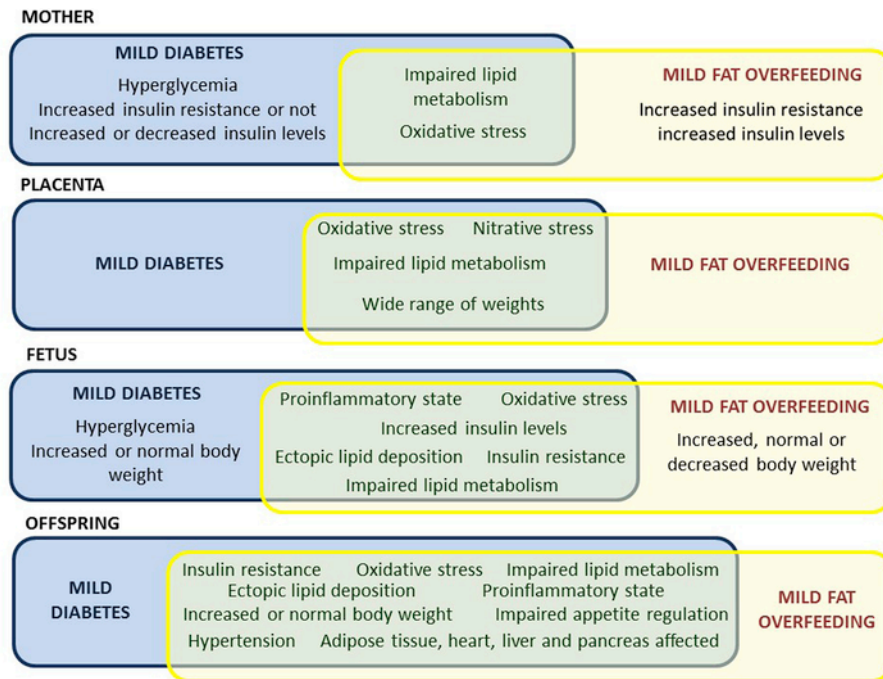 MOTHER
MILD DIABETES
Hyperglycemia
Increased insulin resistance or not
Increased or decreased insulin levels
Impaired lipid
metabolism
Oxidative stress
MILD FAT OVERFEEDING
Increased insulin resistance
increased insulin levels
PLACENTA
MILD DIABETES
Oxidative stress Nitrative stress
Impaired lipid metabolism
Wide range of weights
MILD FAT OVERFEEDING
FETUS
MILD DIABETES
Hyperglycemia
Increased or normal body
weight
Proinflammatory state Oxidative stress
Increased insulin levels
Ectopic lipid deposition Insulin resistance
Impaired lipid metabolism
MILD FAT OVERFEEDING
Increased, normal or
decreased body weight
OFFSPRING
MILD
DIABETES
Insulin resistance Oxidative stress Impaired lipid metabolism
Ectopic lipid deposition Proinflammatory state
Increased or normal body weight Impaired appetite regulation
Hypertension Adipose tissue, heart, liver and pancreas affected
MILD FAT
OVERFEEDING